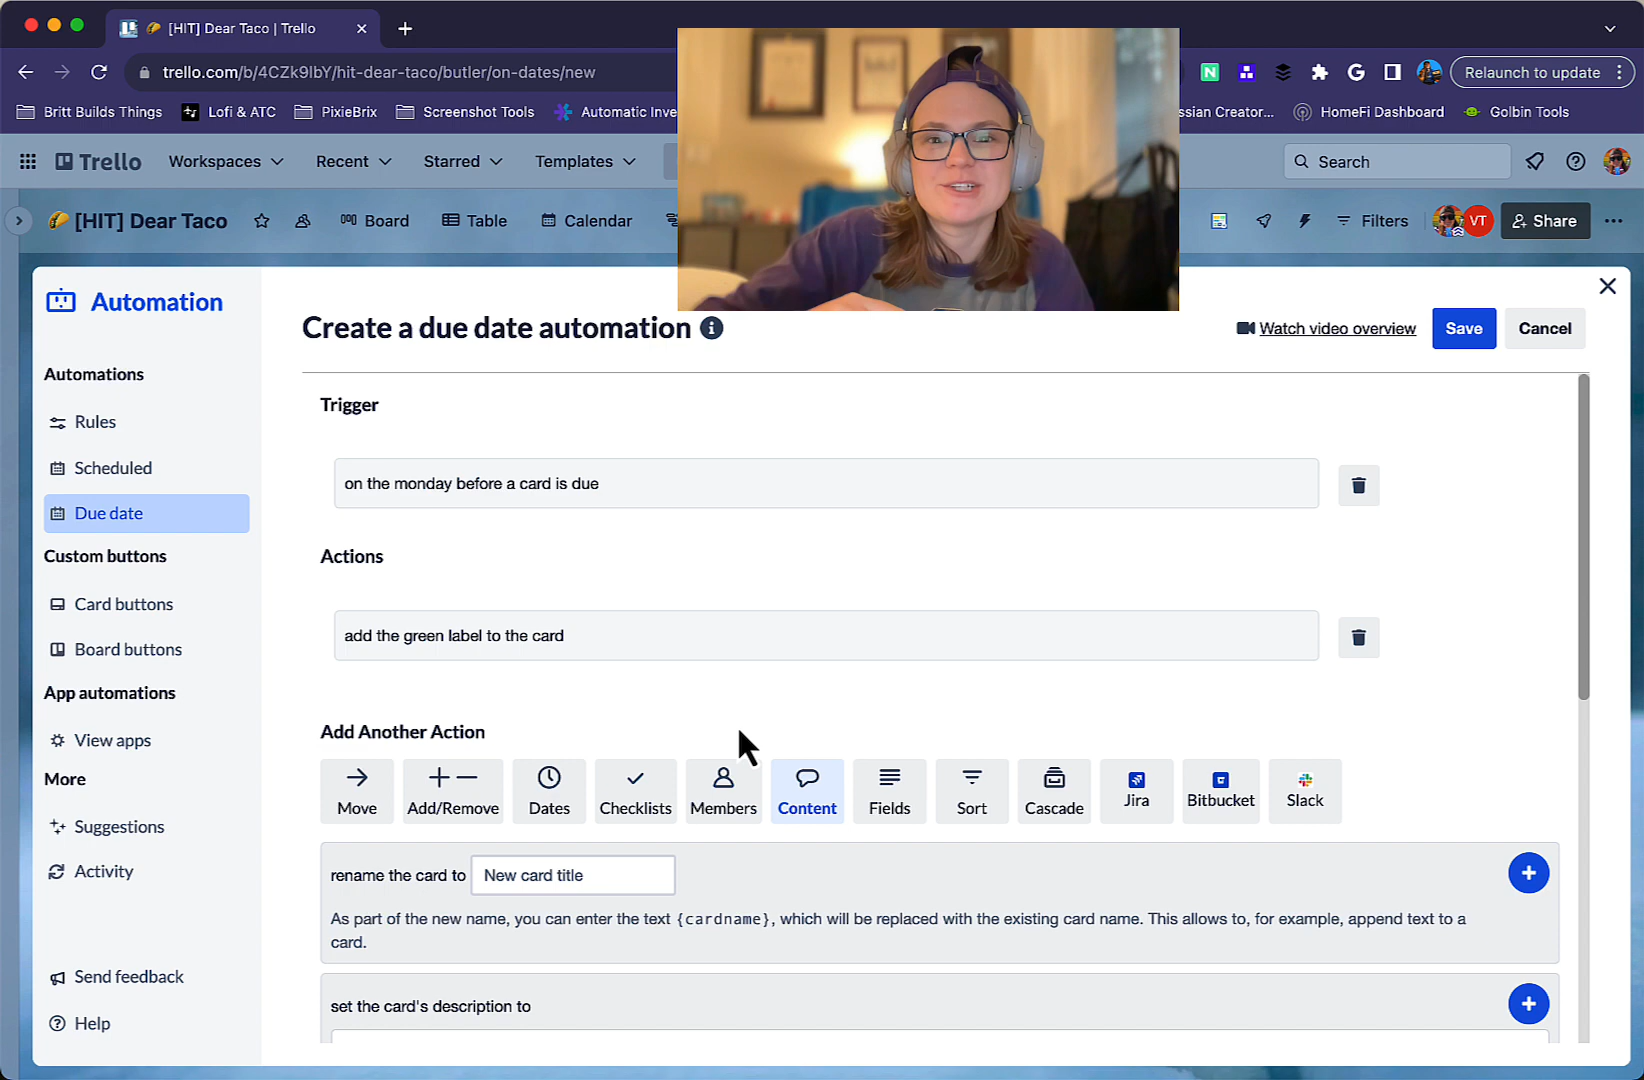 [HIT] Dear Taco | Trello
trello.com/b/4CZk9lbY/hit-dear-taco/butler/on-dates/new
Relaunch to update
Britt Builds Things
Lofi & ATC
PixieBrix
Screenshot Tools
Automatic Inve
ssian Creator...
HomeFi Dashboard
Golbin Tools
Trello
Workspaces
Recent
Starred
Templates
Search
[HIT] Dear Taco
Board
Table
Calendar
Filters
VT
Share
Automation
Automations
Rules
Scheduled
Due date
Custom buttons
Card buttons
Board buttons
App automations
View apps
More
Suggestions
Activity
Send feedback
Help
Create a due date automation
Watch video overview
Save
Cancel
Trigger
on the monday before a card is due
Actions
add the green label to the card
Add Another Action
Move
Add/Remove
Dates
Checklists
Members
Content
Fields
Sort
Cascade
Jira
Bitbucket
Slack
rename the card to New card title
As part of the new name, you can enter the text {cardname}, which will be replaced with the existing card name. This allows to, for example, append text to a
card.
set the card's description to